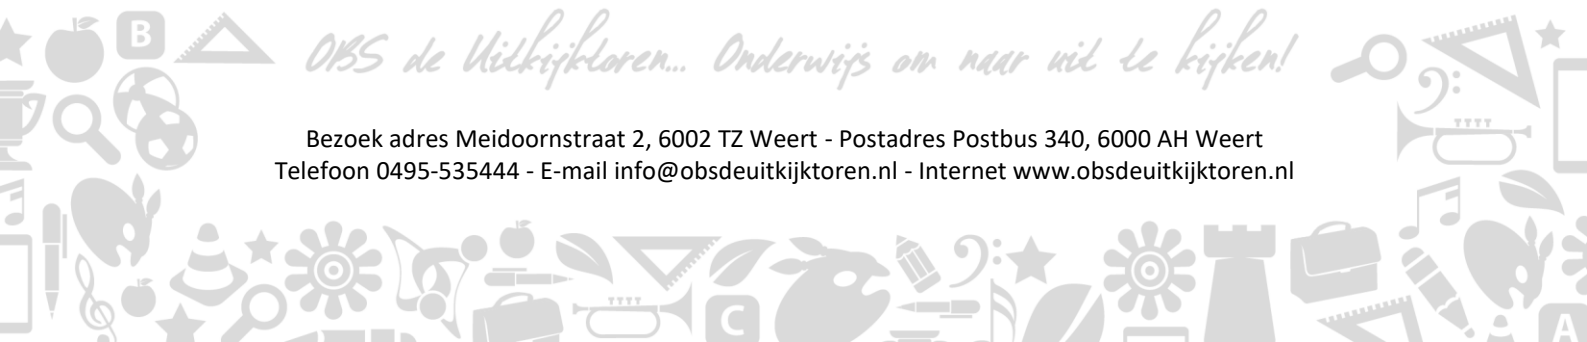 B
OBS de Uitkijktoren... Onderwijs om naar uit te kijken!
Bezoek adres Meidoornstraat 2, 6002 TZ Weert - Postadres Postbus 340, 6000 AH Weert
Telefoon 0495-535444 - E-mail info@obsdeuitkijktoren.nl - Internet www.obsdeuitkijktoren.nl
C
A